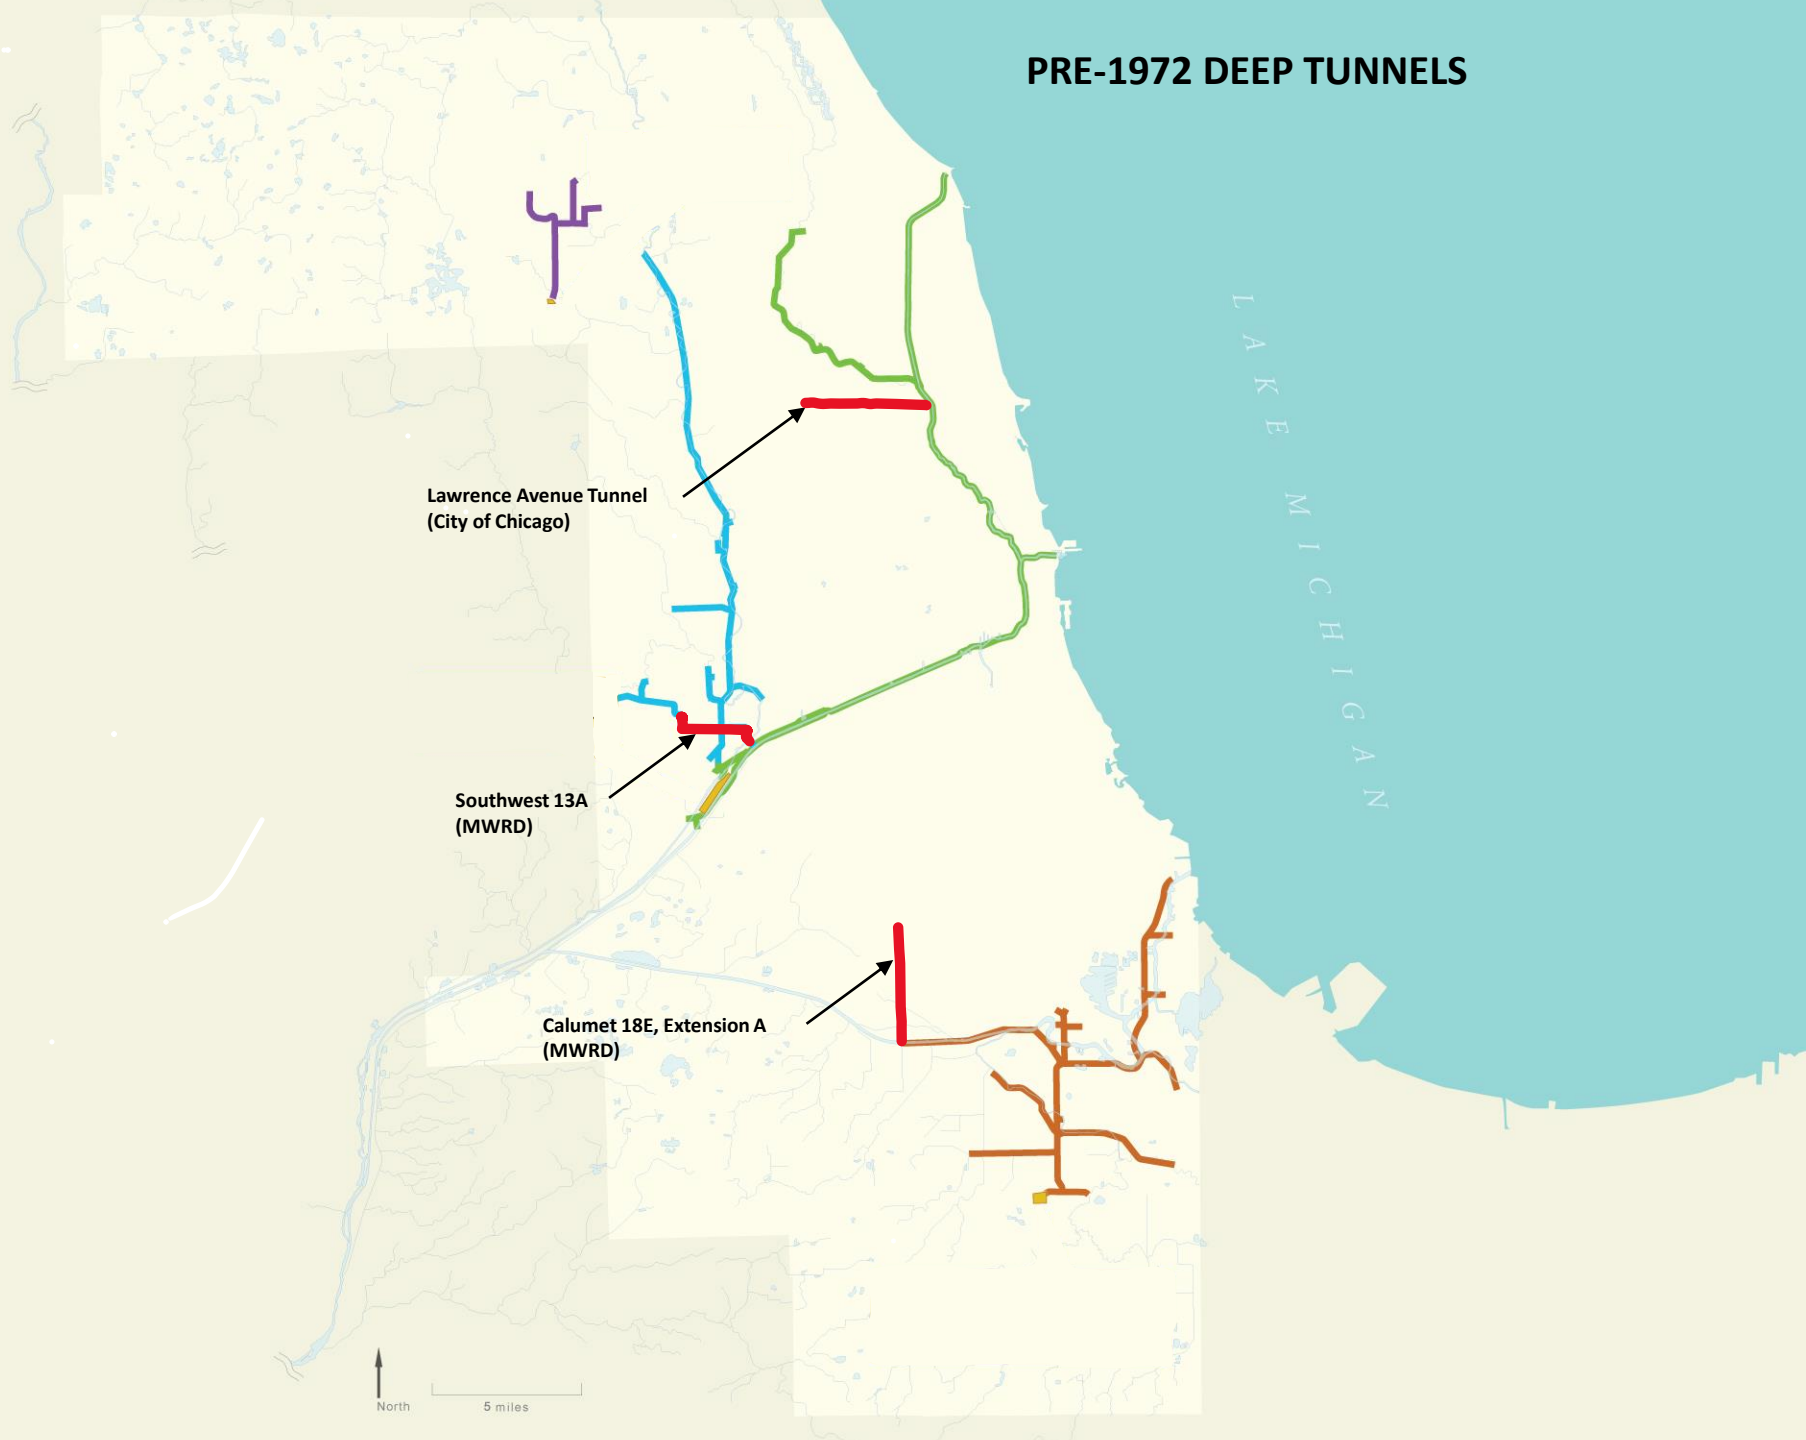 PRE-1972 DEEP TUNNELS
LAKE MICHIGAN
Lawrence Avenue Tunnel
(City of Chicago)
Southwest 13A
(MWRD)
Calumet 18E, Extension A
(MWRD)
North
5 miles